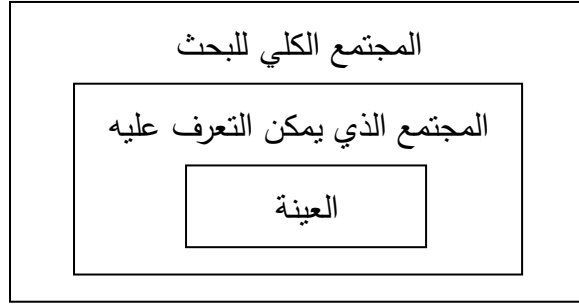 المجتمع الكلي للبحث
المجتمع الذي يمكن التعرف عليه
العينة